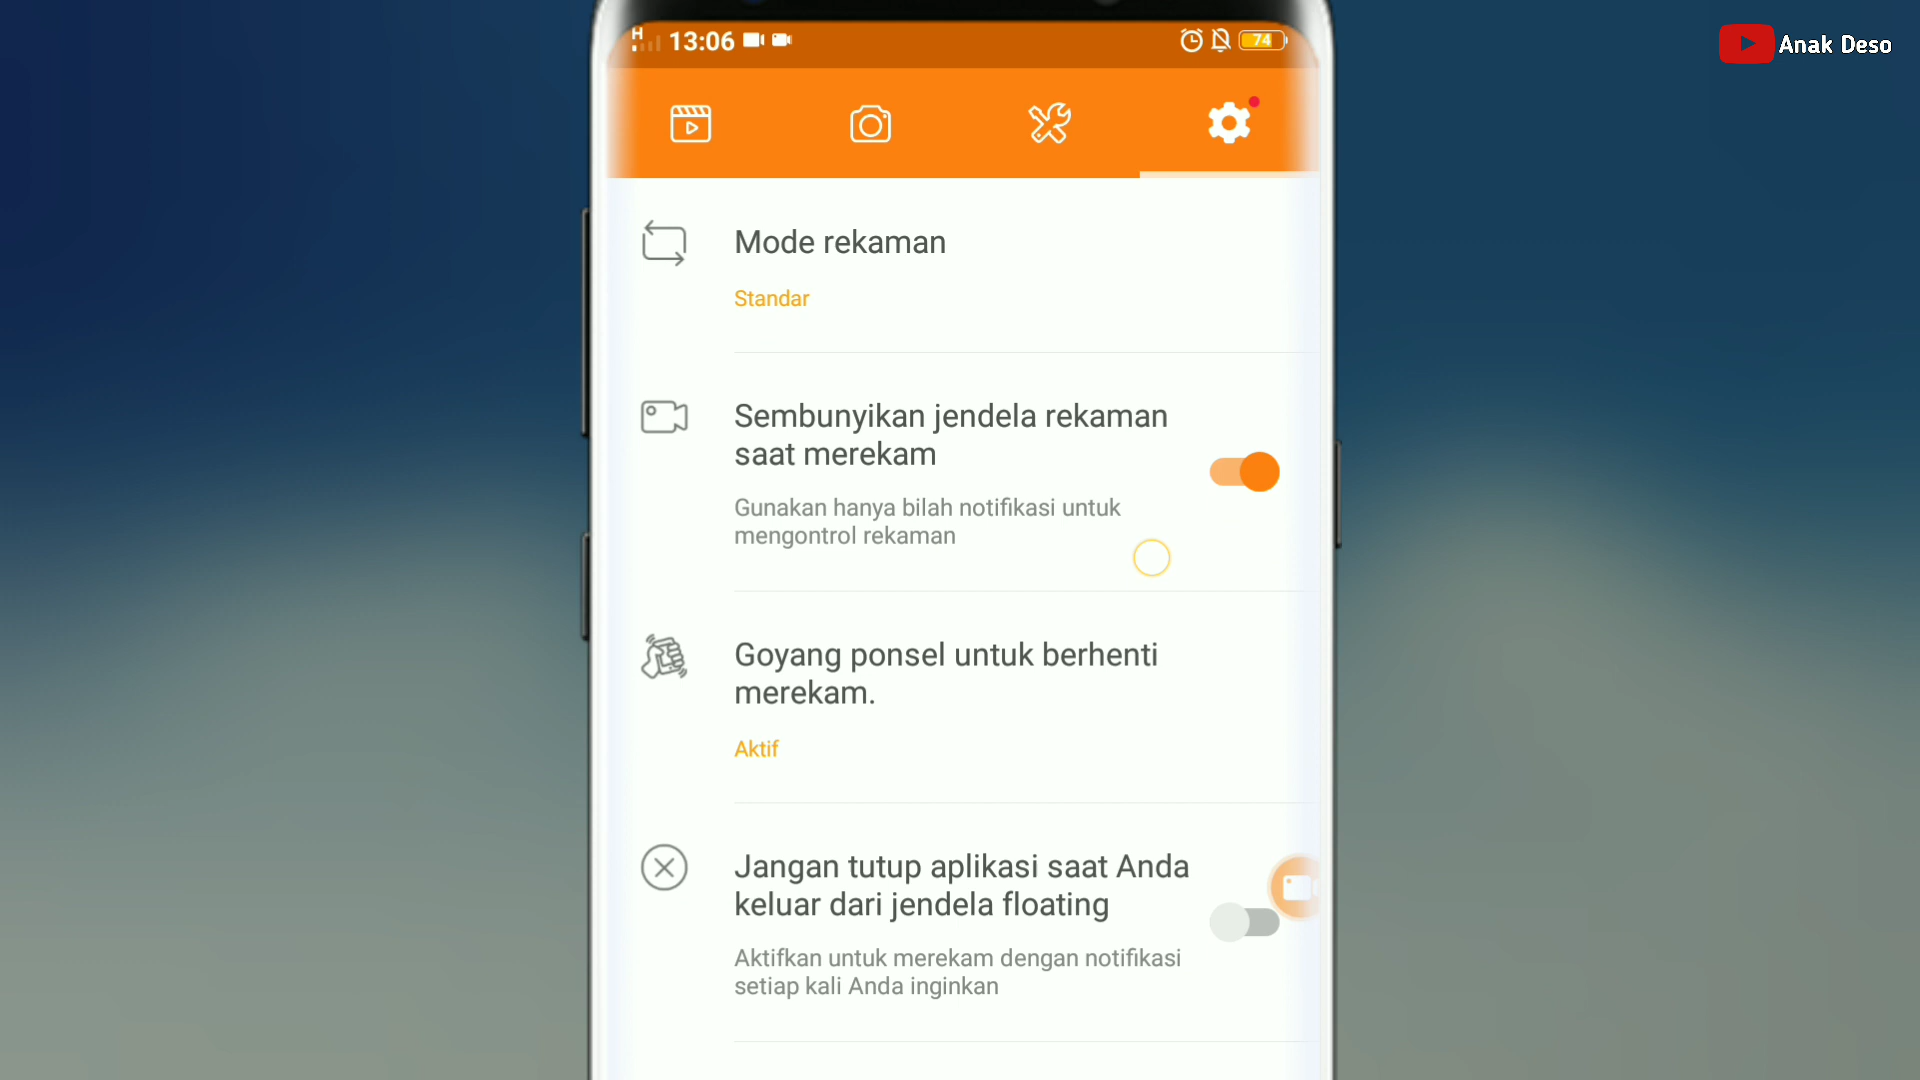 H 13:06 74
Anak Deso
Mode rekaman
Standar
Sembunyikan jendela rekaman
saat merekam
Gunakan hanya bilah notifikasi untuk
mengontrol rekaman
Goyang ponsel untuk berhenti
merekam.
Aktif
Jangan tutup aplikasi saat Anda
keluar dari jendela floating
Aktifkan untuk merekam dengan notifikasi
setiap kali Anda inginkan